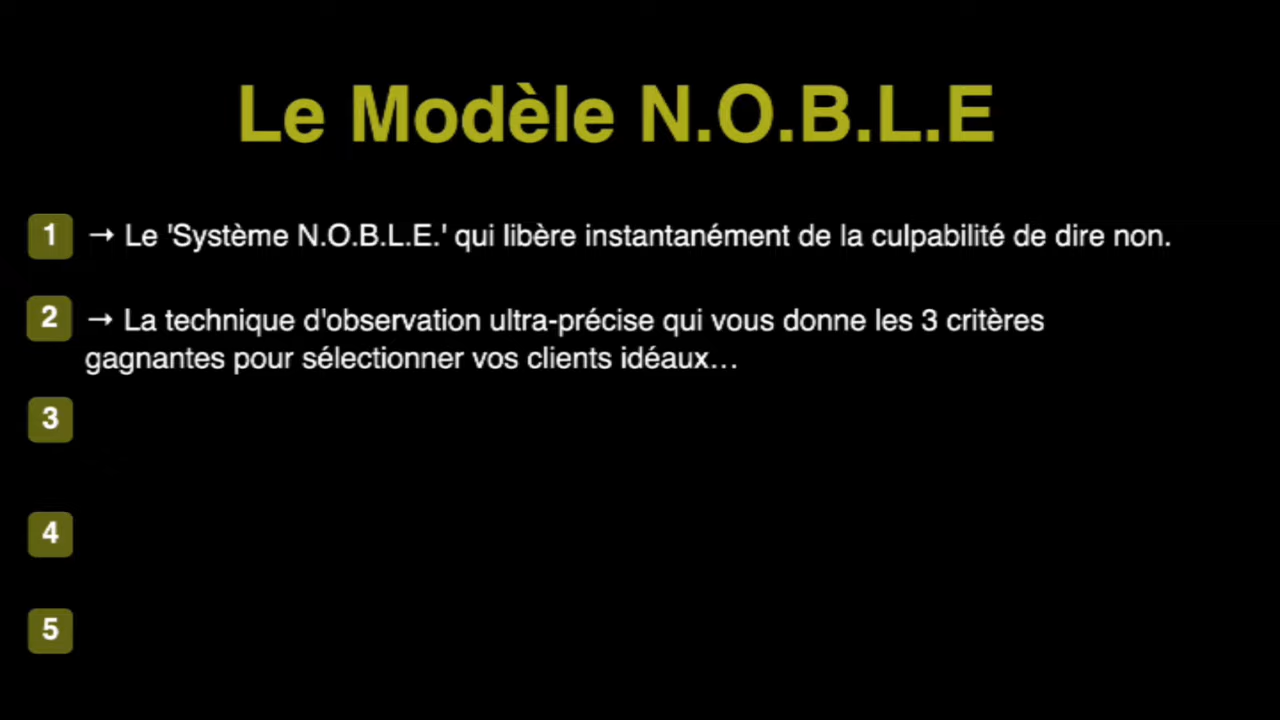 Le Modèle N.O.B.L.E
1 → Le 'Système N.O.B.L.E.' qui libère instantanément de la culpabilité de dire non.
2 → La technique d'observation ultra-précise qui vous donne les 3 critères
gagnantes pour sélectionner vos clients idéaux…
3
4
5